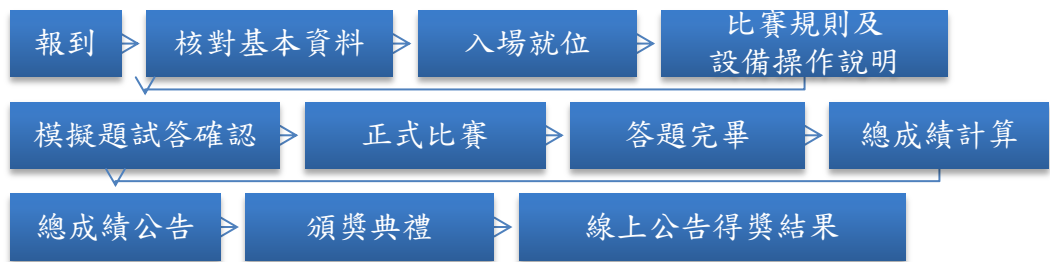 報到
核對基本資料
入場就位
比賽規則及
設備操作說明
模擬題試答確認
正式比賽
答題完畢
總成績計算
總成績公告
頒獎典禮
線上公告得獎結果